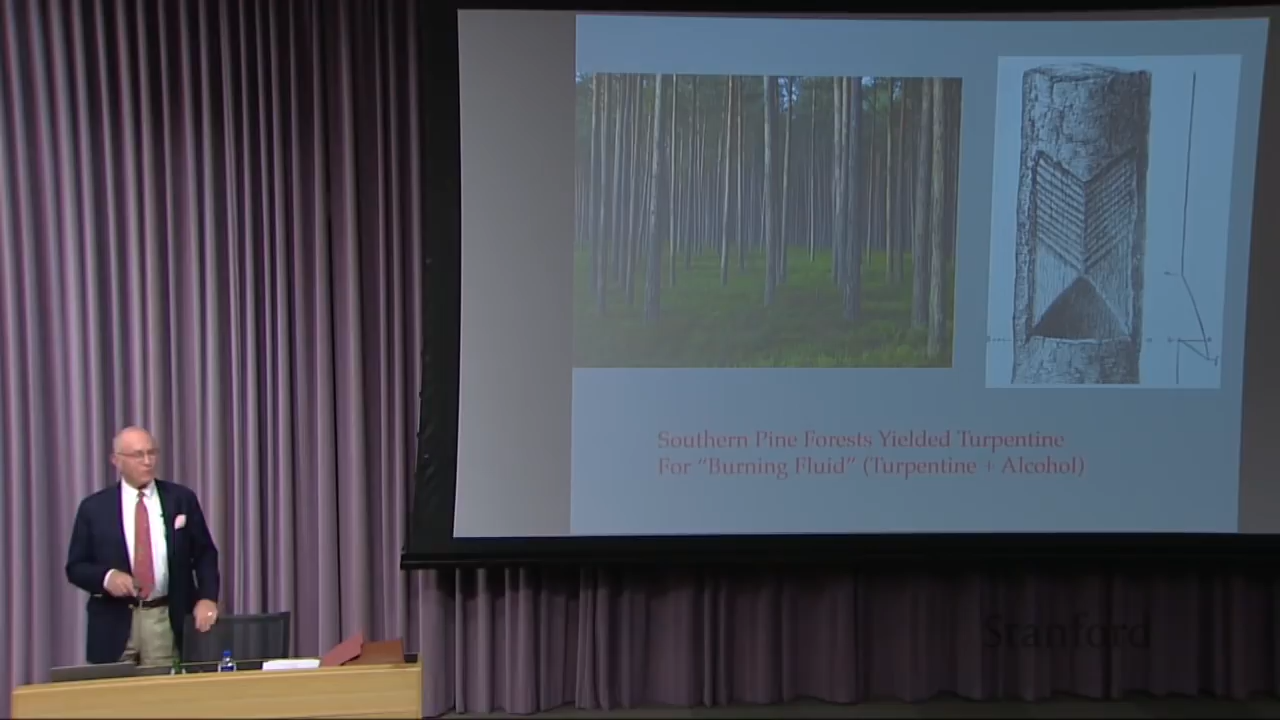 Southern Pine Forests Yielded Turpentine
For “Burning Fluid” (Turpentine + Alcohol)
Stanford